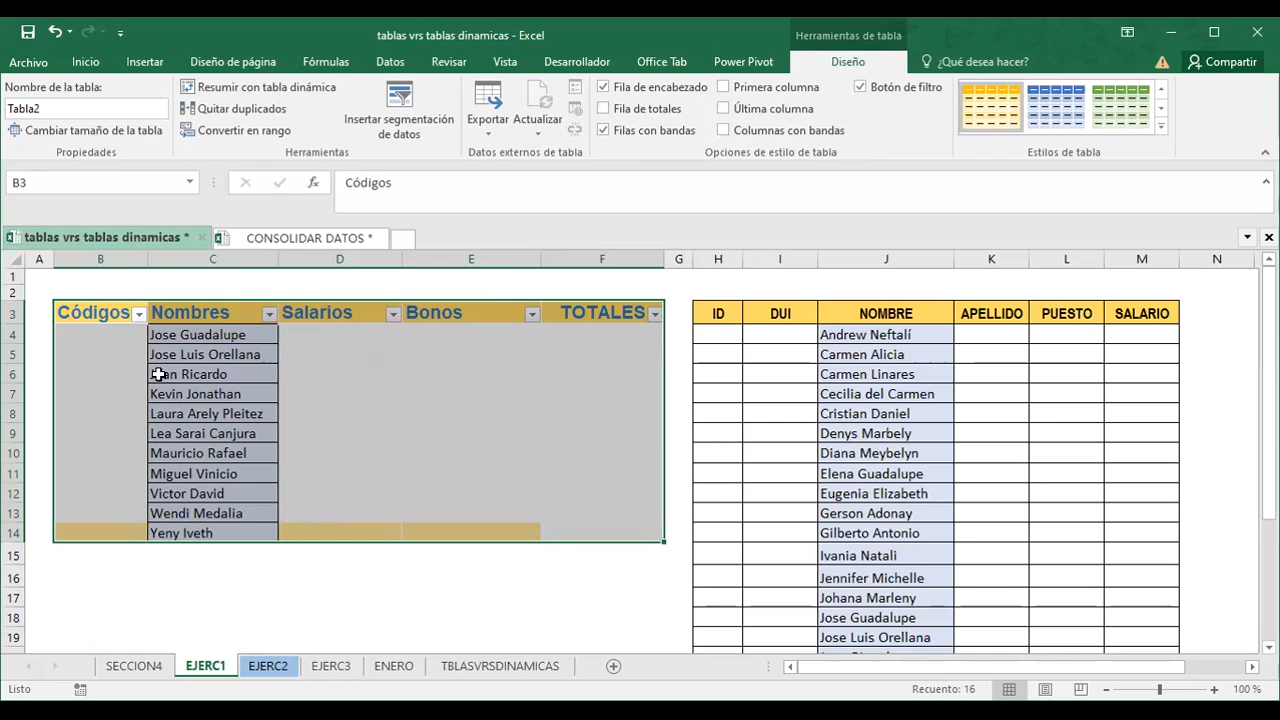 tablas vrs tablas dinamicas - Excel
Herramientas de tabla
Archivo Inicio Insertar Diseño de página Fórmulas Datos Revisar Vista Desarrollador Office Tab Power Pivot Diseño ¿Qué desea hacer? Compartir
Nombre de la tabla:
Tabla2
Cambiar tamaño de la tabla
Propiedades
Resumir con tabla dinámica
Quitar duplicados
Convertir en rango
Insertar segmentación
de datos
Herramientas
Exportar Actualizar
Datos externos de tabla
Fila de encabezado Primera columna Botón de filtro
Fila de totales Última columna
Filas con bandas Columnas con bandas
Opciones de estilo de tabla
Estilos de tabla
B3 fx Códigos
tablas vrs tablas dinamicas * CONSOLIDAR DATOS *
A B C D E F G H I J K L M N
1
2
3 Códigos Nombres Salarios Bonos TOTALES ID DUI NOMBRE APELLIDO PUESTO SALARIO
4 Jose Guadalupe Andrew Neftalí
5 Jose Luis Orellana Carmen Alicia
6 Ricardo Carmen Linares
7 Kevin Jonathan Cecilia del Carmen
8 Laura Arely Pleitez Cristian Daniel
9 Lea Sarai Canjura Denys Marbely
10 Mauricio Rafael Diana Meybelyn
11 Miguel Vinicio Elena Guadalupe
12 Victor David Eugenia Elizabeth
13 Wendi Medalia Gerson Adonay
14 Yeny Iveth Gilberto Antonio
15 Ivania Natali
16 Jennifer Michelle
17 Johana Marleny
18 Jose Guadalupe
19 Jose Luis Orellana
SECCION4 EJERC1 EJERC2 EJERC3 ENERO TBLASVRSDINAMICAS
Listo Recuento: 16 100 %